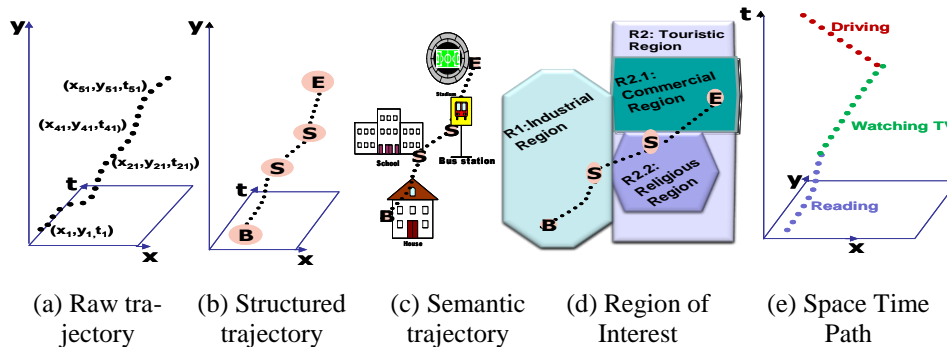 y
(x51,y51,t51)
(x41,y41,t41))
(x21,y21,t21))
t
(x1,y1,t1)
x
(a) Raw tra-
jectory
y
E
S
S
t
B
x
(b) Structured
trajectory
Stadium
E
S
Bus station
School
S
B
House
(c) Semantic
trajectory
R2: Touristic
Region
R2.1:
Commercial
Region
E
R1:Industrial
Region
S
S
R2.2:
Religious
Region
B
(d) Region of
Interest
t
Driving
Watching TV
y
Reading
x
(e) Space Time
Path